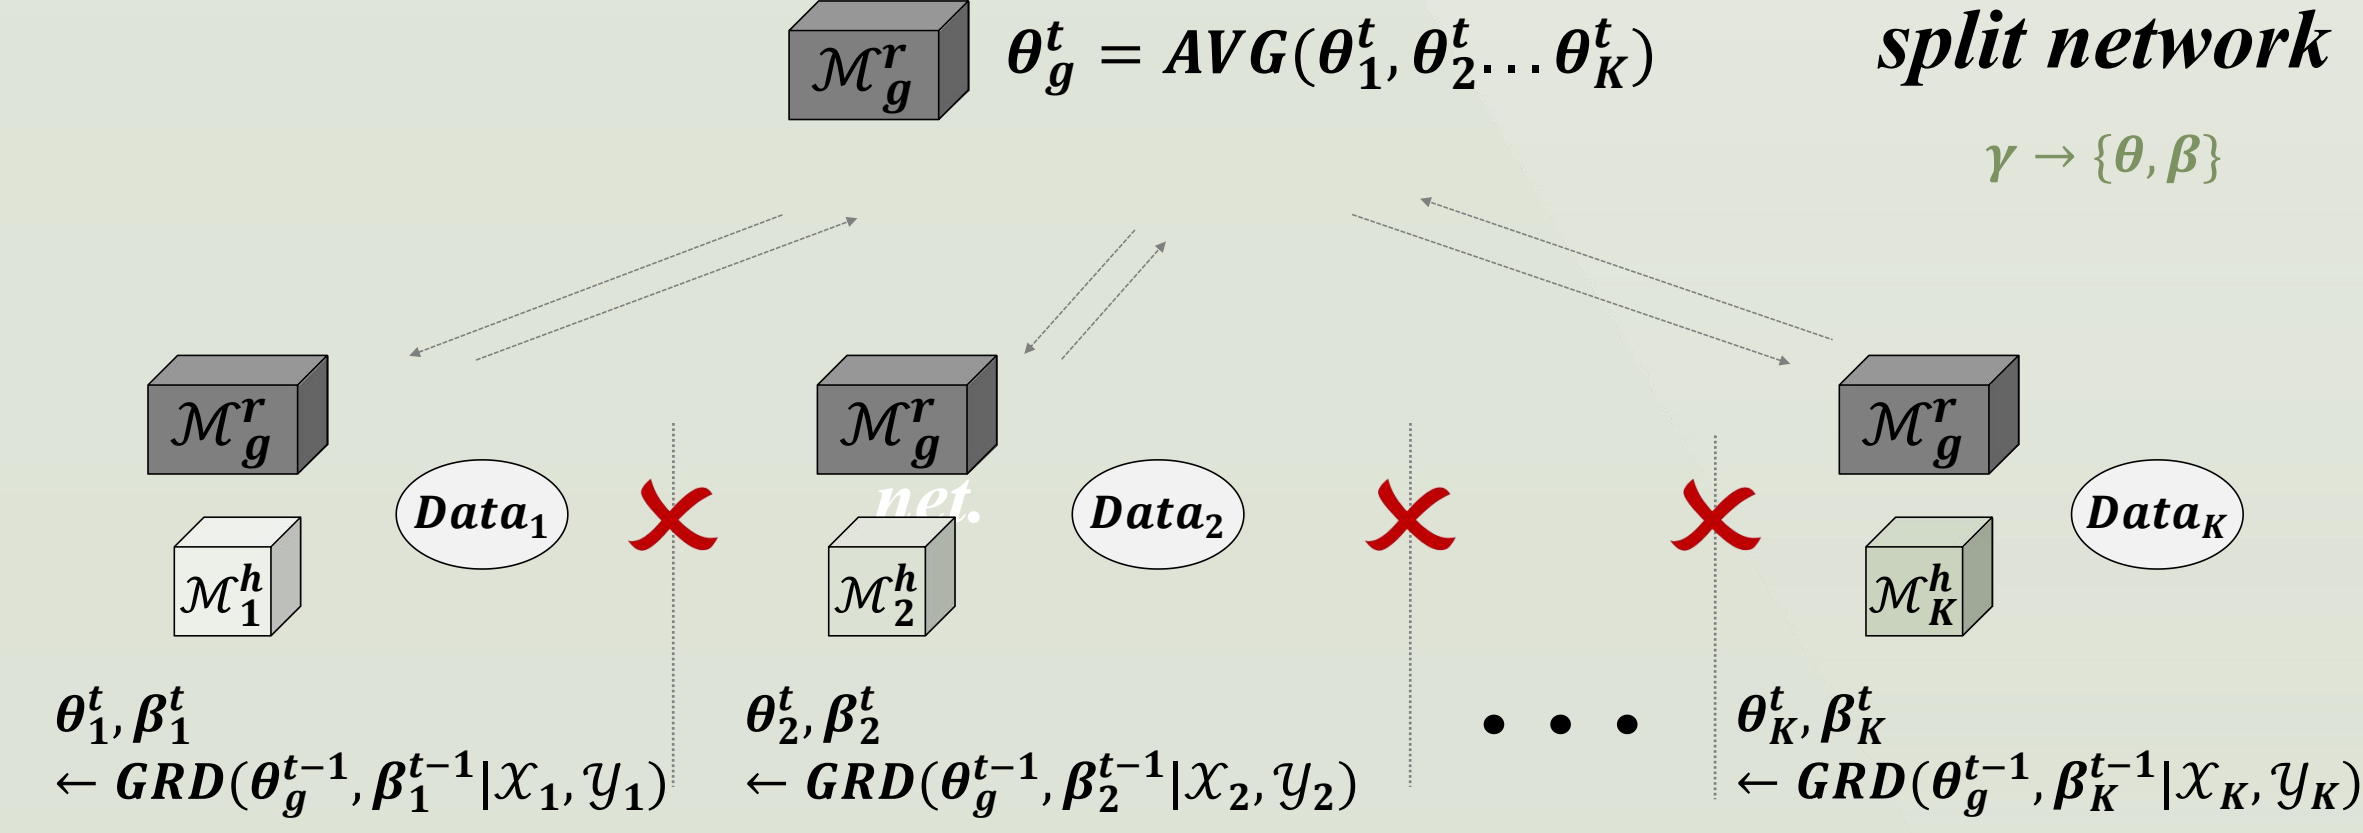 ℳ_g^r θ_g^t = AVG(θ_1^t, θ_2^t … θ_K^t) split network
γ → {θ, β}
ℳ_g^r ℳ_g^r ℳ_g^r
net.
Data_1 Data_2 Data_K
ℳ_1^h ℳ_2^h ℳ_K^h
θ_1^t, β_1^t θ_2^t, β_2^t • • • θ_K^t, β_K^t
← GRD(θ_g^{t−1}, β_1^{t−1}|𝒳_1, 𝒴_1) ← GRD(θ_g^{t−1}, β_2^{t−1}|𝒳_2, 𝒴_2) ← GRD(θ_g^{t−1}, β_K^{t−1}|𝒳_K, 𝒴_K)